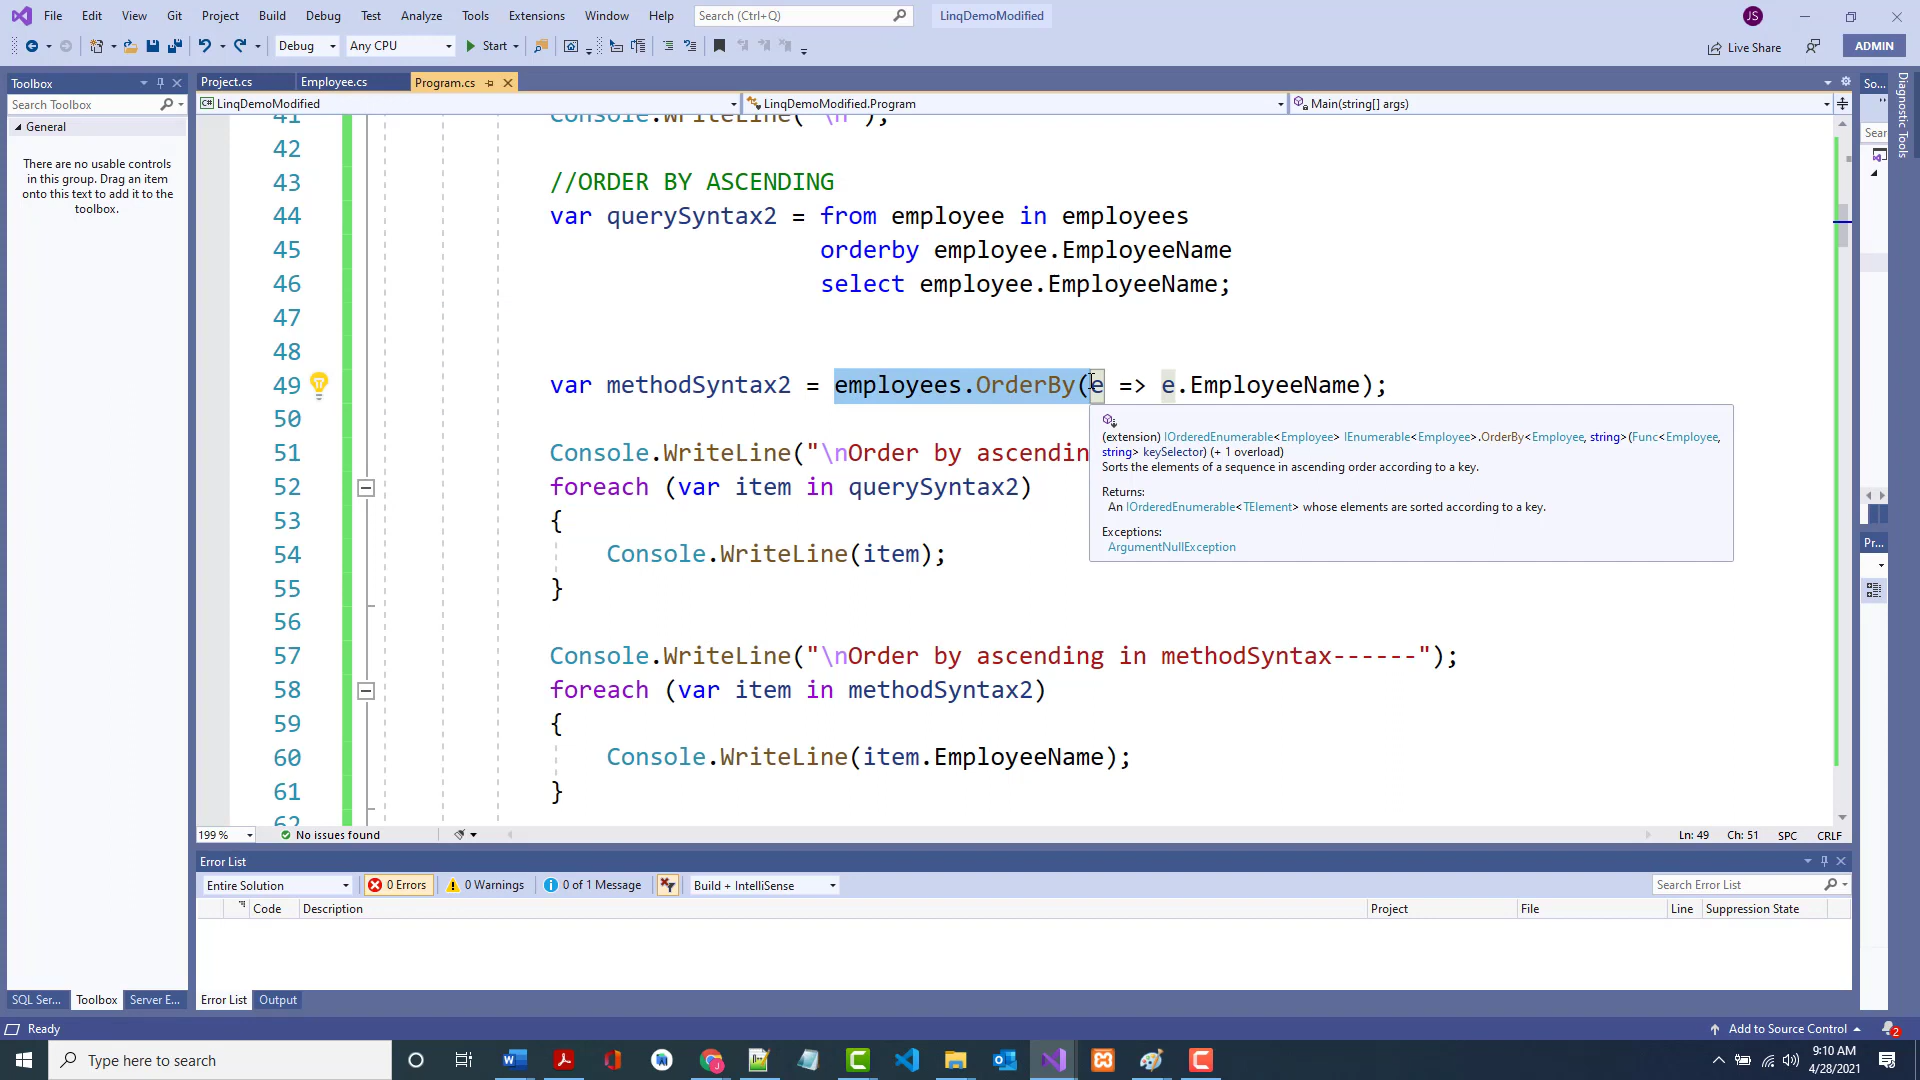 File Edit View Git Project Build Debug Test Analyze Tools Extensions Window Help Search (Ctrl+Q) LinqDemoModified JS
Debug Any CPU Start Live Share ADMIN
Toolbox
Search Toolbox
General
There are no usable controls
in this group. Drag an item
onto this text to add it to the
toolbox.
Project.cs Employee.cs Program.cs
LinqDemoModified LinqDemoModified.Program Main(string[] args)
41 Console.WriteLine("\n");
42
43 //ORDER BY ASCENDING
44 var querySyntax2 = from employee in employees
45 orderby employee.EmployeeName
46 select employee.EmployeeName;
47
48
49 var methodSyntax2 = employees.OrderBy(e => e.EmployeeName);
50
(extension) IOrderedEnumerable<Employee> IEnumerable<Employee>.OrderBy<Employee, string>(Func<Employee,
string> keySelector) (+ 1 overload)
Sorts the elements of a sequence in ascending order according to a key.
Returns:
An IOrderedEnumerable<TElement> whose elements are sorted according to a key.
Exceptions:
ArgumentNullException
51 Console.WriteLine("\nOrder by ascendin
52 foreach (var item in querySyntax2)
53 {
54 Console.WriteLine(item);
55 }
56
57 Console.WriteLine("\nOrder by ascending in methodSyntax------");
58 foreach (var item in methodSyntax2)
59 {
60 Console.WriteLine(item.EmployeeName);
61 }
62
199 % No issues found Ln: 49 Ch: 51 SPC CRLF
Error List
Entire Solution 0 Errors 0 Warnings 0 of 1 Message Build + IntelliSense Search Error List
Code Description Project File Line Suppression State
SQL Ser... Toolbox Server E... Error List Output
So...
Sear
Pr...
Diagnostic Tools
Ready Add to Source Control 2
Type here to search
9:10 AM
4/28/2021